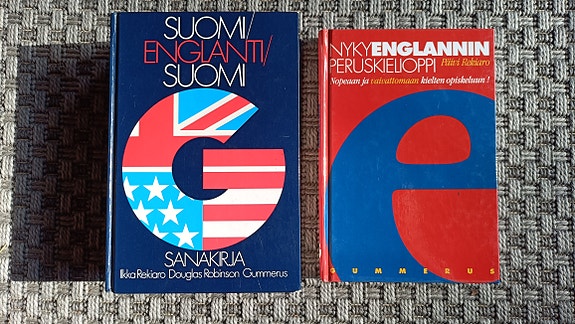 SUOMI/
ENGLANTI/
SUOMI
G
SANAKIRJA
Ilkka Rekiaro Douglas Robinson Gummerus
NYKYENGLANNIN
PERUSKIELIOPPI Päivi Rekiaro
Nopeaan ja vaivattomaan kielten opiskeluun!
e
GUMMERUS